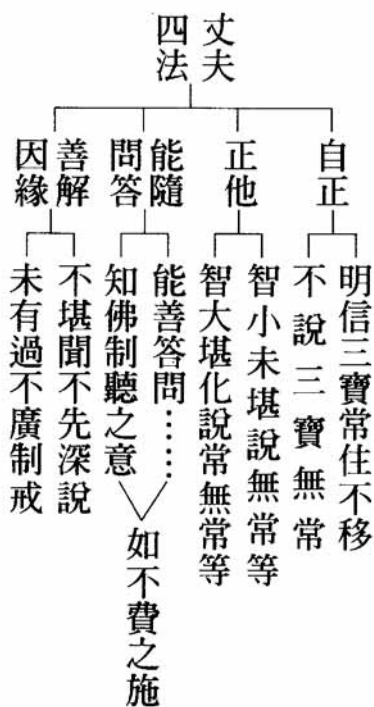 丈夫
四法
自正
明信三寶常住不移
不說三寶無常
正他
智小未堪說無常等
智大堪化說常無常等
能隨
問答
能善答問……
知佛制聽之意
如不費之施
善解
因緣
不堪聞不先深說
未有過不廣制戒